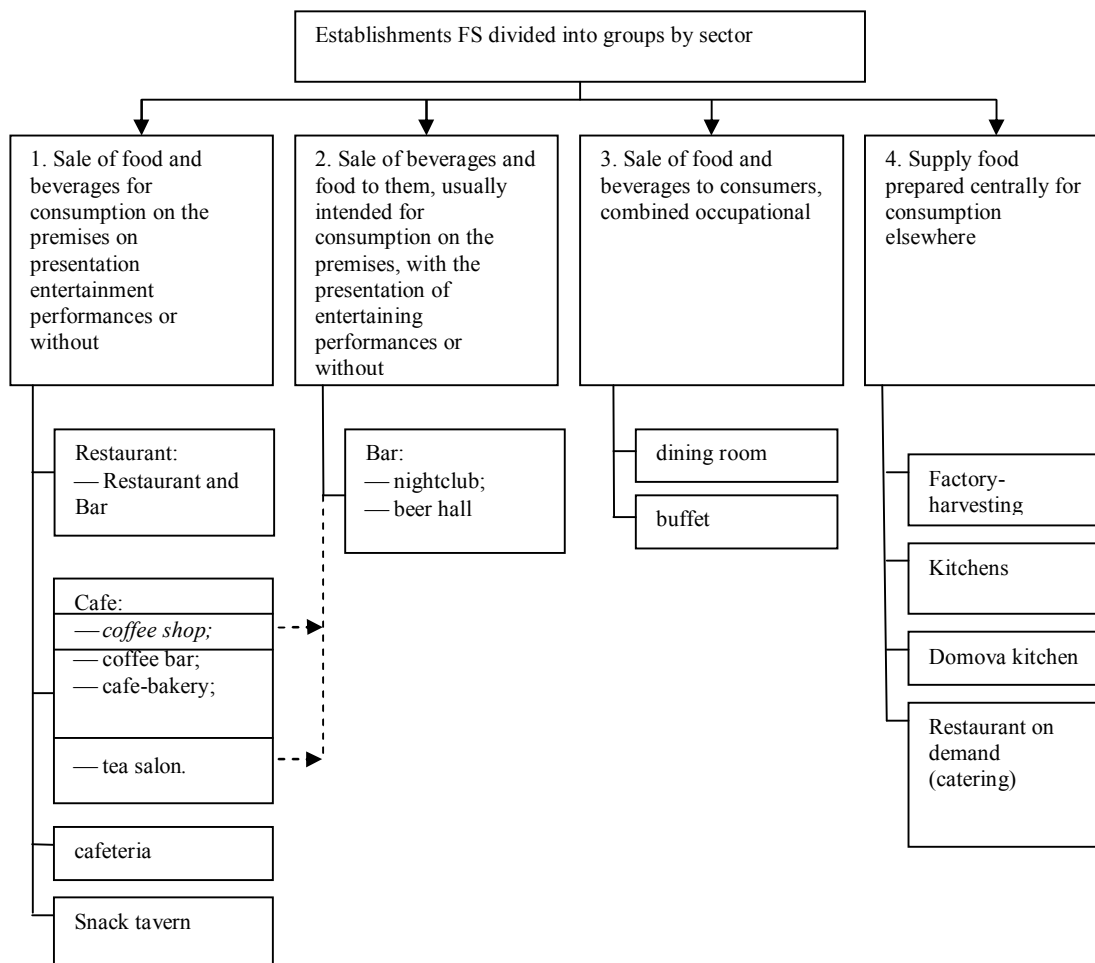 Establishments FS divided into groups by sector
1. Sale of food and
beverages for
consumption on the
premises on
presentation
entertainment
performances or
without
2. Sale of beverages and
food to them, usually
intended for
consumption on the
premises, with the
presentation of
entertaining
performances or
without
3. Sale of food and
beverages to consumers,
combined occupational
4. Supply food
prepared centrally for
consumption
elsewhere
Restaurant:
— Restaurant and
Bar
Cafe:
— coffee shop;
— coffee bar;
— cafe-bakery;
— tea salon.
cafeteria
Snack tavern
Bar:
— nightclub;
— beer hall
dining room
buffet
Factory-
harvesting
Kitchens
Domova kitchen
Restaurant on
demand
(catering)